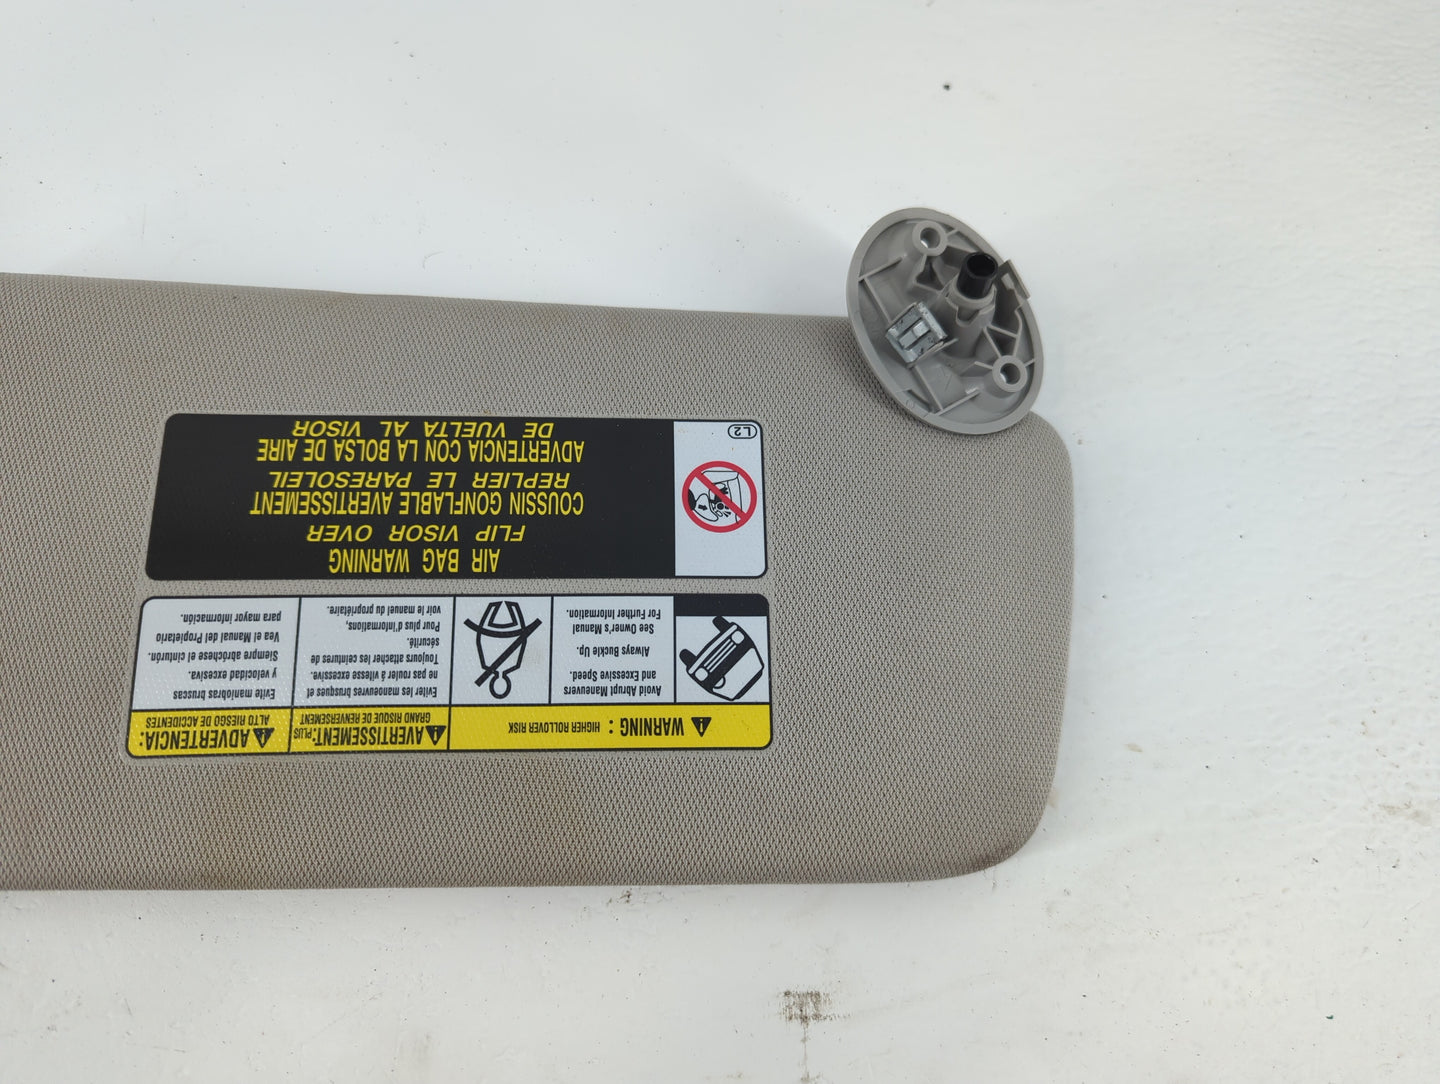 WARNING : HIGHER ROLLOVER RISK
Avoid Abrupt Maneuvers
and Excessive Speed.
Always Buckle Up.
See Owner's Manual
For Further Information.
AVERTISSEMENT: PLUS
GRAND RISQUE DE RENVERSEMENT
Eviter les manoeuvres brusques et
ne pas rouler á vitesse excessive.
Toujours attacher les ceintures de
sécurité.
Pour plus d'informations,
voir le manuel du propriétaire.
ADVERTENCIA:
ALTO RIESGO DE ACCIDENTES
Evite maniobras bruscas
y velocidad excesiva.
Siempre abróchese el cinturón.
Vea el Manual del Propietario
para mayor información.
AIR BAG WARNING
FLIP VISOR OVER
COUSSIN GONFLABLE AVERTISSEMENT
REPLIER LE PARESOLEIL
ADVERTENCIA CON LA BOLSA DE AIRE
DE VUELTA AL VISOR
L2